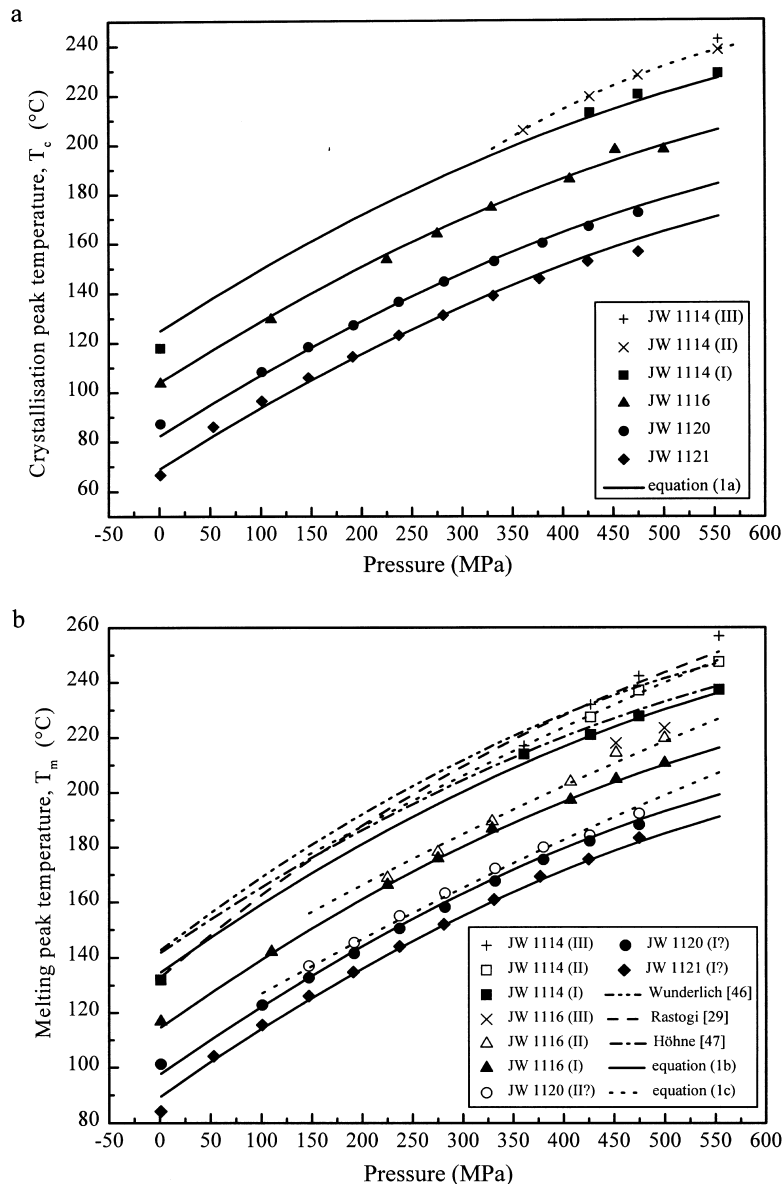 a
240
220
200
180
160
140
120
100
80
60
Crystallisation peak temperature, Tc (°C)
JW 1114 (III)
JW 1114 (II)
JW 1114 (I)
JW 1116
JW 1120
JW 1121
equation (1a)
-50 0 50 100 150 200 250 300 350 400 450 500 550 600
Pressure (MPa)
b
260
240
220
200
180
160
140
120
100
80
Melting peak temperature, Tm (°C)
JW 1114 (III)
JW 1114 (II)
JW 1114 (I)
JW 1116 (III)
JW 1116 (II)
JW 1116 (I)
JW 1120 (II?)
JW 1120 (I?)
JW 1121 (I?)
Wunderlich [46]
Rastogi [29]
Höhne [47]
equation (1b)
equation (1c)
-50 0 50 100 150 200 250 300 350 400 450 500 550 600
Pressure (MPa)